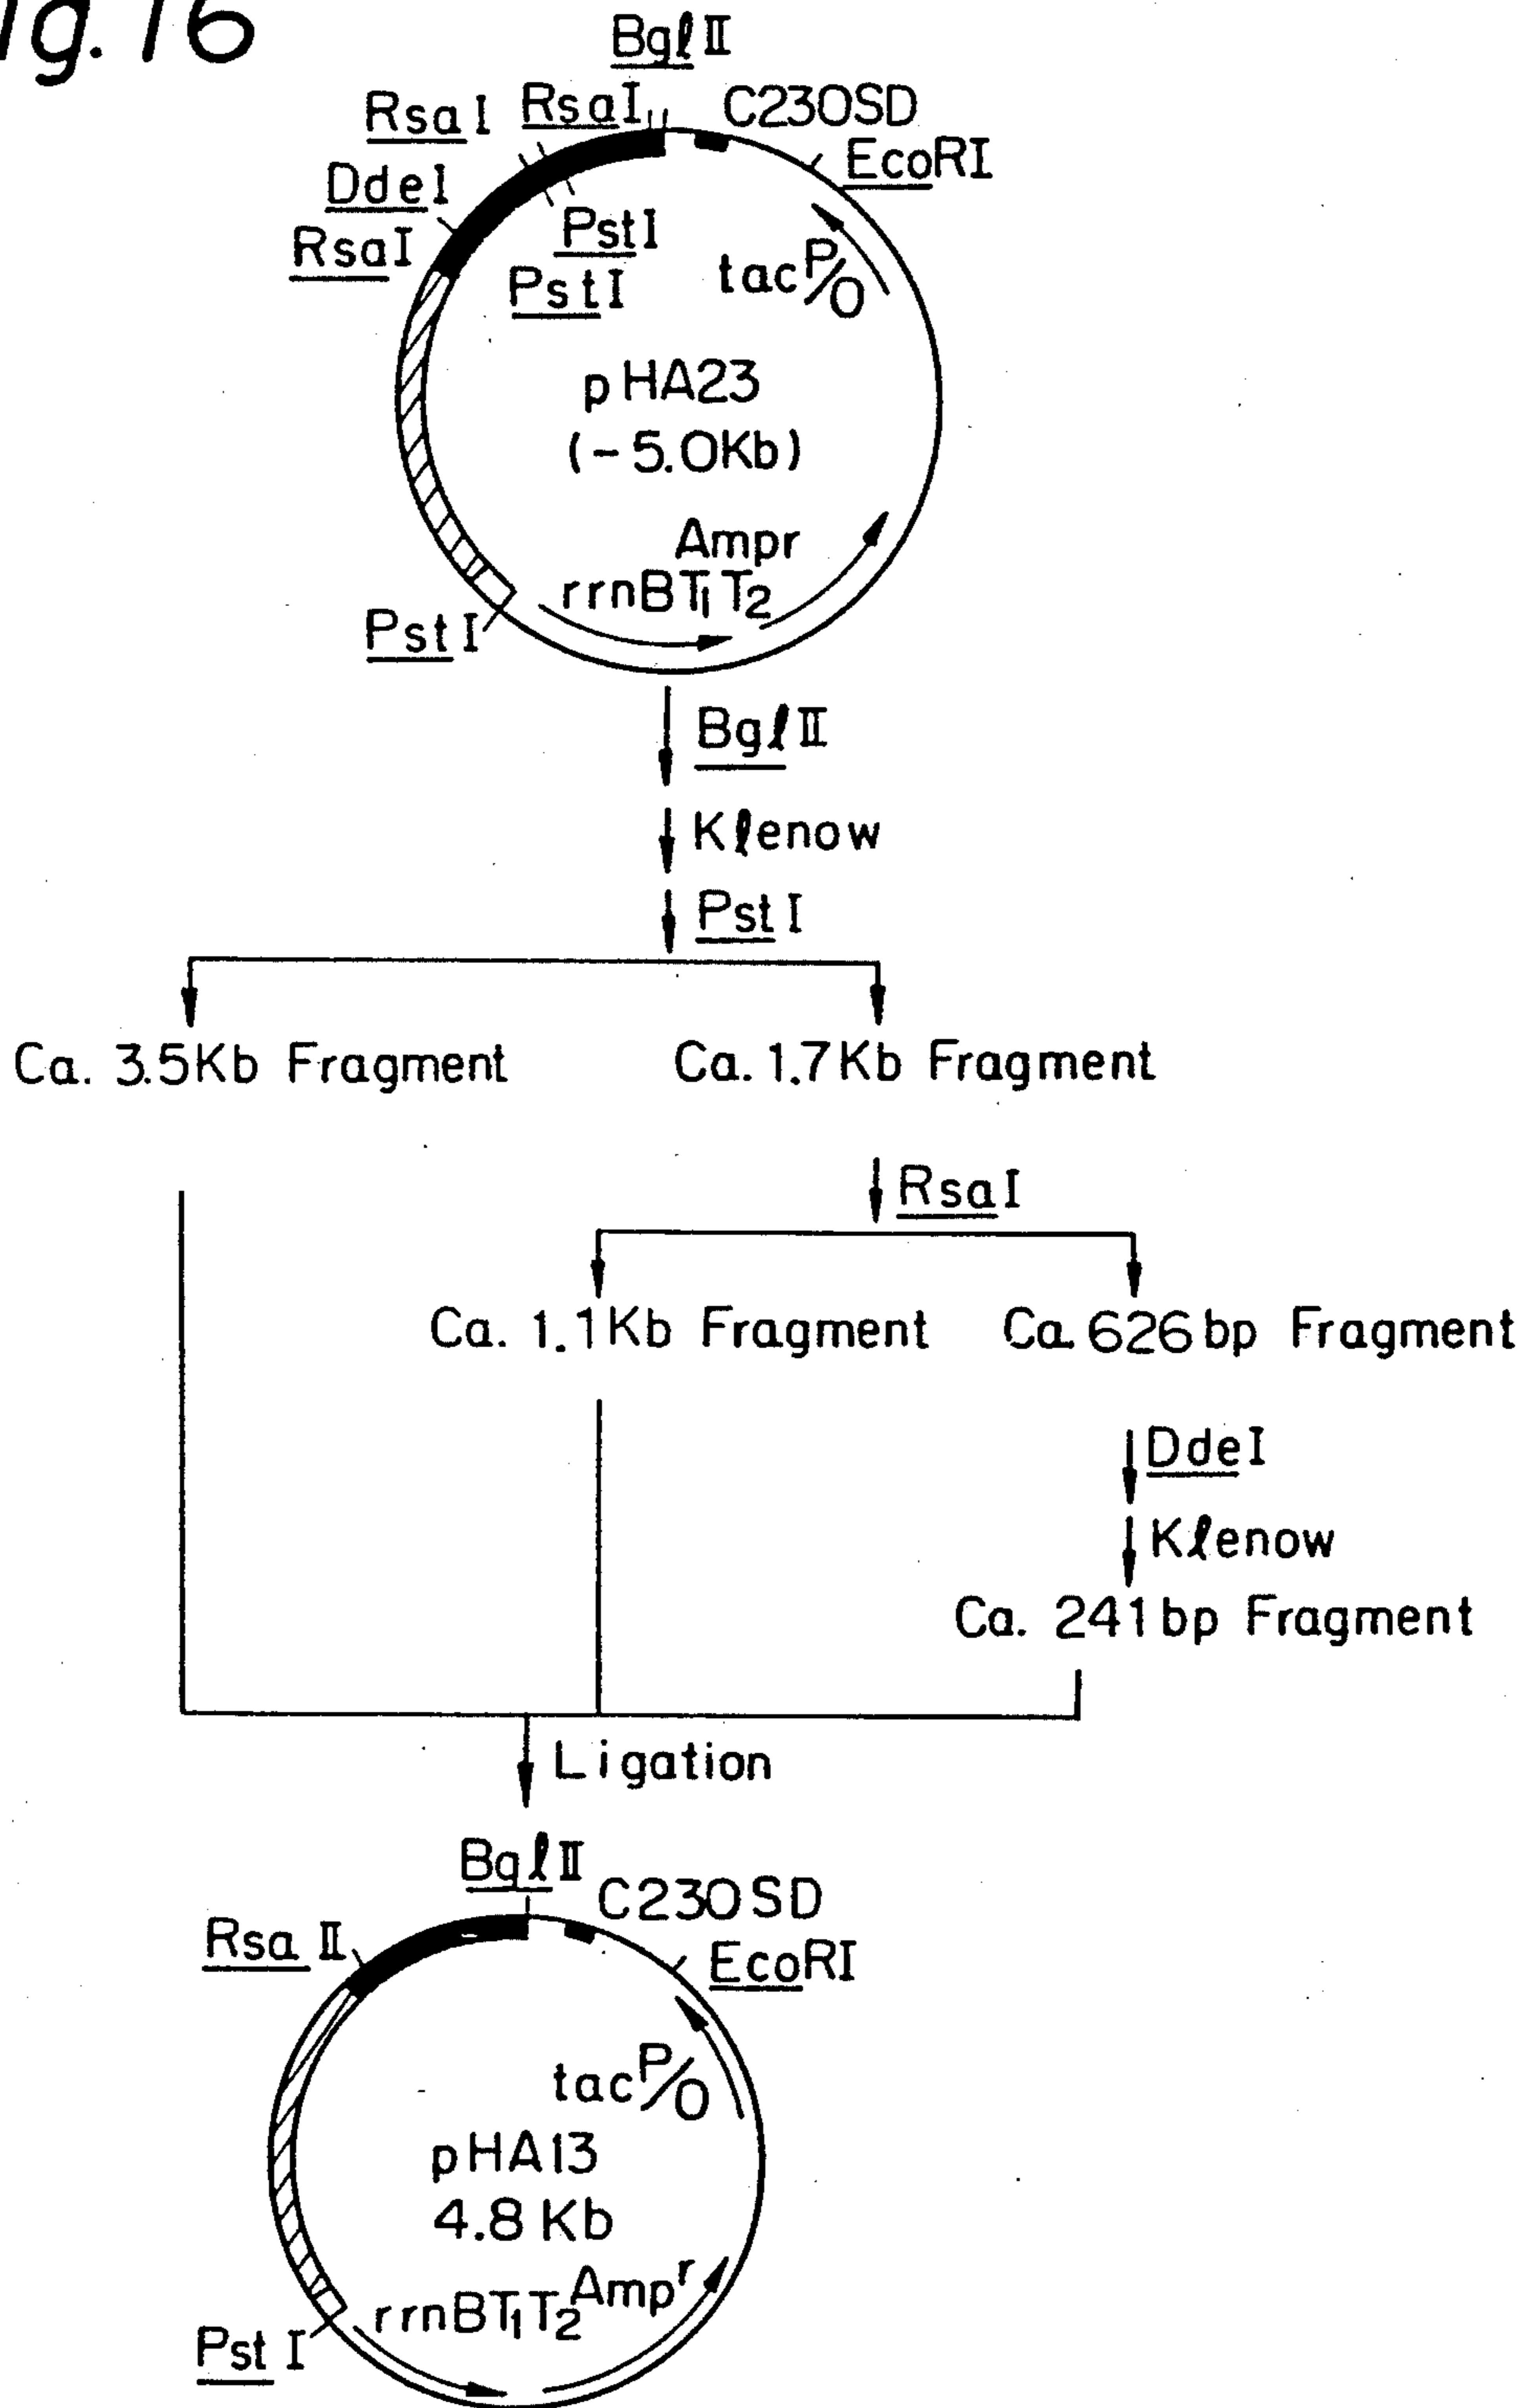 ig. 16
BglII
RsaI RsaI C230SD
DdeI EcoRI
RsaI PstI
PstI tac P/O
pHA23
(-5.0Kb)
Ampr
rrnBT1T2
PstI
BglII
Klenow
PstI
Ca. 3.5Kb Fragment Ca. 1.7Kb Fragment
RsaI
Ca. 1.1Kb Fragment Ca. 626bp Fragment
DdeI
Klenow
Ca. 241bp Fragment
Ligation
BglII
C230SD
RsaII EcoRI
tac P/O
pHA13
4.8Kb
rrnBT1T2 Ampr
PstI